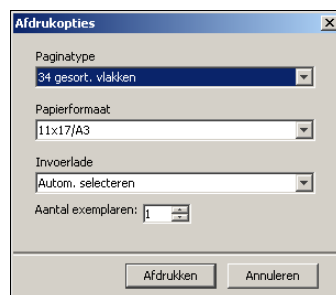 Afdrukopties
Paginatype
34 gesort. vlakken
Papierformaat
11x17/A3
Invoerlade
Autom. selecteren
Aantal exemplaren: 1
Afdrukken Annuleren